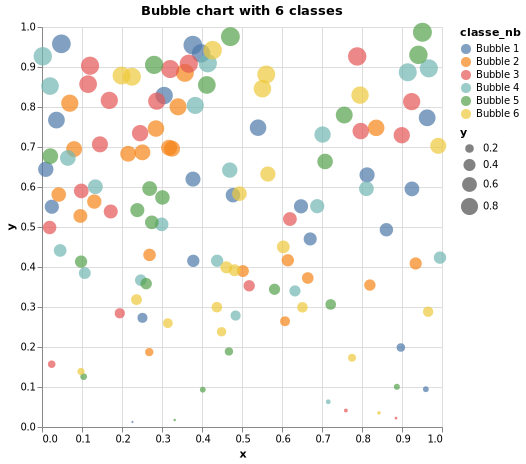 Bubble chart with 6 classes
1.0
0.9
0.8
0.7
0.6
0.5
0.4
0.3
0.2
0.1
0.0
y
0.0 0.1 0.2 0.3 0.4 0.5 0.6 0.7 0.8 0.9 1.0
x
classe_nb
Bubble 1
Bubble 2
Bubble 3
Bubble 4
Bubble 5
Bubble 6
y
0.2
0.4
0.6
0.8